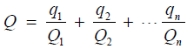 Q = q₁/Q₁ + q₂/Q₂ + ⋯ qₙ/Qₙ